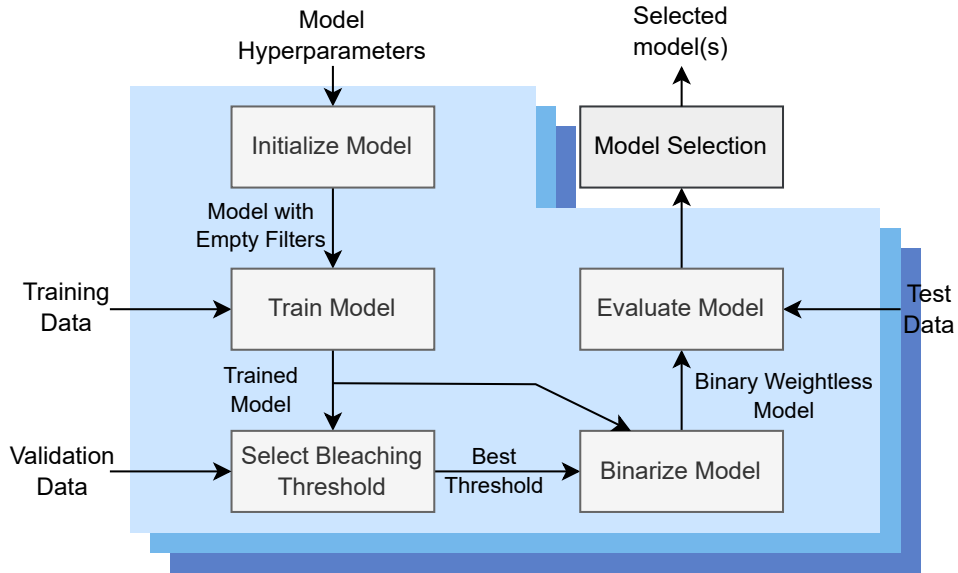 Model
Hyperparameters
Selected
model(s)
Initialize Model
Model Selection
Model with
Empty Filters
Training
Data
Train Model
Evaluate Model
Test
Data
Trained
Model
Binary Weightless
Model
Validation
Data
Select Bleaching
Threshold
Best
Threshold
Binarize Model